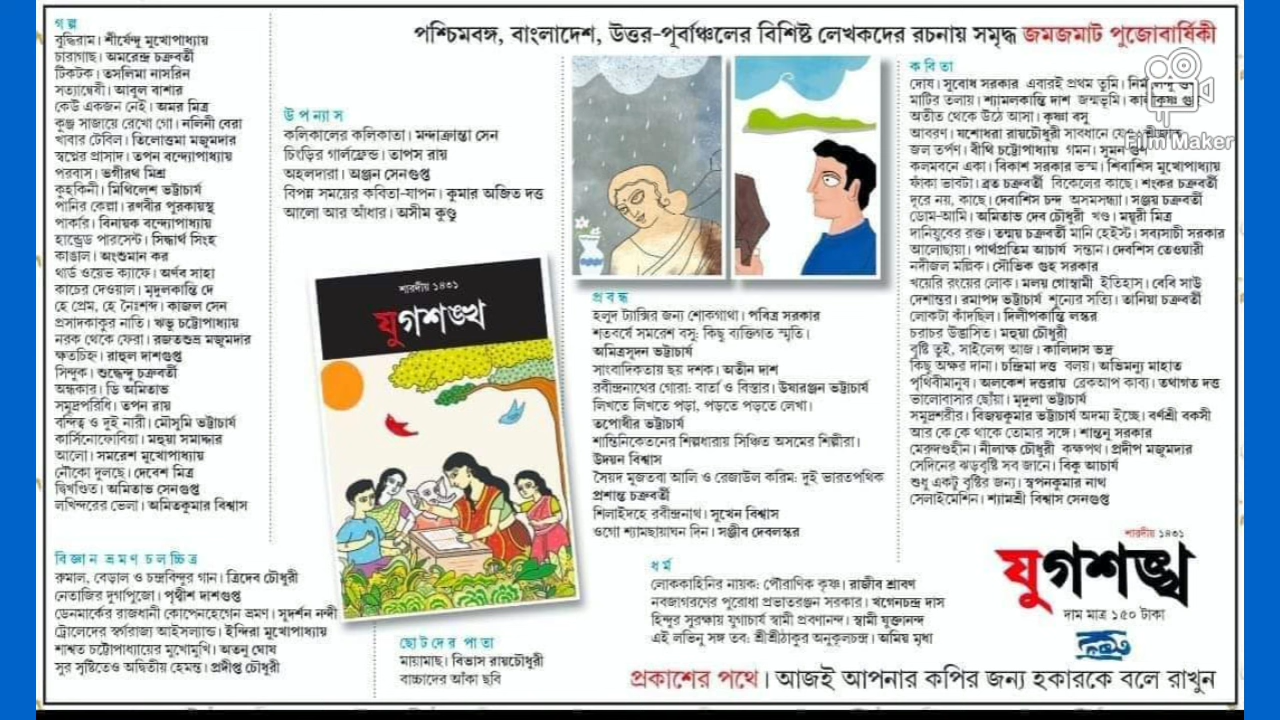 পশ্চিমবঙ্গ, বাংলাদেশ, উত্তর-পূর্বাঞ্চলের বিশিষ্ট লেখকদের রচনায় সমৃদ্ধ জমজমাট পুজোবার্ষিকী
গল্প
বুদ্ধিরাম। শীর্ষেন্দু মুখোপাধ্যায়
চারাগাছ। অমরেন্দ্র চক্রবর্তী
টিকটক। তসলিমা নাসরিন
সত্যান্বেষী। আবুল বাশার
কেউ একজন নেই। অমর মিত্র
কুঞ্জ সাজায়ে রেখো গো। নলিনী বেরা
খাবার টেবিল। তিলোত্তমা মজুমদার
স্বপ্নের প্রাসাদ। তপন বন্দ্যোপাধ্যায়
পরবাস। ভগীরথ মিশ্র
কুহকিনী। মিথিলেশ ভট্টাচার্য
পানির কেল্লা। রণবীর পুরকায়স্থ
পার্কার। বিনায়ক বন্দ্যোপাধ্যায়
হান্ড্রেড পারসেন্ট। সিদ্ধার্থ সিংহ
কাঙাল। অংশুমান কর
থার্ড ওয়েভ ক্যাফে। অর্ণব সাহা
কাচের দেওয়াল। মৃদুলকান্তি দে
হে প্রেম, হে নৈঃশব্দ। কাজল সেন
প্রসাদকাকুর নাতি। ঋভু চট্টোপাধ্যায়
নরক থেকে ফেরা। রজতশুভ্র মজুমদার
ক্ষতচিহ্ন। রাহুল দাশগুপ্ত
সিন্দুক। শুদ্ধেন্দু চক্রবর্তী
অন্ধকার। ডি অমিতাভ
সমুদ্রপরিধি। তপন রায়
বন্দিত্ব ও দুই নারী। মৌসুমি ভট্টাচার্য
কার্সিনোফোবিয়া। মহুয়া সমাদ্দার
আলো। সমরেশ মুখোপাধ্যায়
নৌকো দুলছে। দেবেশ মিত্র
দ্বিখণ্ডিত। অমিতাভ সেনগুপ্ত
লখিন্দরের ভেলা। অমিতকুমার বিশ্বাস
বিজ্ঞান ভ্রমণ চলচ্চিত্র
রুমাল, বেড়াল ও চন্দ্রবিন্দুর গান। ত্রিদেব চৌধুরী
নেতাজির দুর্গাপুজো। পৃথ্বীশ দাশগুপ্ত
ডেনমার্কের রাজধানী কোপেনহেগেন ভ্রমণ। সুদর্শন নন্দী
ট্রোলেদের স্বর্গরাজ্য আইসল্যান্ড। ইন্দিরা মুখোপাধ্যায়
শাশ্বত চট্টোপাধ্যায়ের মুখোমুখি। অতনু ঘোষ
সুর সৃষ্টিতেও অদ্বিতীয় হেমন্ত। প্রদীপ্ত চৌধুরী
উপন্যাস
কলিকালের কলিকাতা। মন্দাক্রান্তা সেন
চিংড়ির গার্লফ্রেন্ড। তাপস রায়
অহলদারা। অঞ্জন সেনগুপ্ত
বিপন্ন সময়ের কবিতা-যাপন। কুমার অজিত দত্ত
আলো আর আঁধার। অসীম কুণ্ডু
শারদীয় ১৪৩১
যুগশঙ্খ
ছোটদের পাতা
মায়ামাছ। বিভাস রায়চৌধুরী
বাচ্চাদের আঁকা ছবি
প্রবন্ধ
হলুদ ট্যাক্সির জন্য শোকগাথা। পবিত্র সরকার
শতবর্ষে সমরেশ বসু: কিছু ব্যক্তিগত স্মৃতি।
অমিত্রসূদন ভট্টাচার্য
সাংবাদিকতায় ছয় দশক। অতীন দাশ
রবীন্দ্রনাথের গোরা: বার্তা ও বিস্তার। উষারঞ্জন ভট্টাচার্য
লিখতে লিখতে পড়া, পড়তে পড়তে লেখা।
তপোধীর ভট্টাচার্য
শান্তিনিকেতনের শিল্পধারায় সিঞ্চিত অসমের শিল্পীরা।
উদয়ন বিশ্বাস
সৈয়দ মুজতবা আলি ও রেজাউল করিম: দুই ভারতপথিক
প্রশান্ত চক্রবর্তী
শিলাইদহে রবীন্দ্রনাথ। সুখেন বিশ্বাস
ওগো শ্যামছায়াঘন দিন। সঞ্জীব দেবলস্কর
ধর্ম
লোককাহিনির নায়ক: পৌরাণিক কৃষ্ণ। রাজীব শ্রাবণ
নবজাগরণের পুরোধা প্রভাতরঞ্জন সরকার। খগেনচন্দ্র দাস
হিন্দুর সুরক্ষায় যুগাচার্য স্বামী প্রণবানন্দ। স্বামী যুক্তানন্দ
এই লভিনু সঙ্গ তব: শ্রীশ্রীঠাকুর অনুকূলচন্দ্র। অমিয় মৃধা
কবিতা
দোষ। সুবোধ সরকার এবারই প্রথম তুমি।
মাটির তলায়। শ্যামলকান্তি দাশ জন্মভূমি।
অতীত থেকে উঠে আসা। কৃষ্ণা বসু
আবরণ। যশোধরা রায়চৌধুরী সাবধানে
জল তর্পণ। বীথি চট্টোপাধ্যায় গমন। সুমন গুণ
কলমবনে একা। বিকাশ সরকার ভস্ম। শিবাশিস মুখোপাধ্যায়
ফাঁকা ভাবটা। ব্রত চক্রবর্তী বিকেলের কাছে। শংকর চক্রবর্তী
দূরে নয়, কাছে। দেবাশিস চন্দ অসমসন্ধ্যা। সঞ্জয় চক্রবর্তী
ডোম-আমি। অমিতাভ দেব চৌধুরী খণ্ড। ময়ূরী মিত্র
দানিয়ুবের রক্ত। তন্ময় চক্রবর্তী মানি হেইস্ট। সব্যসাচী সরকার
আলোছায়া। পার্থপ্রতিম আচার্য সন্তান। দেবশিস তেওয়ারী
নদীজল মল্লিক। সৌভিক গুহ সরকার
খয়েরি রংয়ের লোক। মলয় গোস্বামী ইতিহাস। বেবি সাউ
দেশান্তর। রমাপদ ভট্টাচার্য শূন্যের সত্যি। তানিয়া চক্রবর্তী
লোকটা কাঁদছিল। দিলীপকান্তি লস্কর
চরাচর উদ্ভাসিত। মহুয়া চৌধুরী
বৃষ্টি তুই, সাইলেন্স আজ। কালিদাস ভদ্র
কিছু অক্ষর দানা। চন্দ্রিমা দত্ত বলয়। অভিমন্যু মাহাত
পৃথিবীমানুষ। অলকেশ দত্তরায় ব্রেকআপ কাব্য। তথাগত দত্ত
ভালোবাসার ছোঁয়া। মৃদুলা ভট্টাচার্য
সমুদ্রশরীর। বিজয়কুমার ভট্টাচার্য অদম্য ইচ্ছে। বর্ণশ্রী বকসী
আর কে কে থাকে তোমার সঙ্গে। শান্তনু সরকার
মেরুদণ্ডহীন। নীলাক্ষ চৌধুরী কক্ষপথ। প্রদীপ মজুমদার
সেদিনের ঝড়বৃষ্টি সব জানে। বিকু আচার্য
শুধু একটু বৃষ্টির জন্য। স্বপনকুমার নাথ
সেলাইমেশিন। শ্যামশ্রী বিশ্বাস সেনগুপ্ত
Film Maker
শারদীয় ১৪৩১
যুগশঙ্খ
দাম মাত্র ১৫০ টাকা
প্রকাশের পথে। আজই আপনার কপির জন্য হকারকে বলে রাখুন